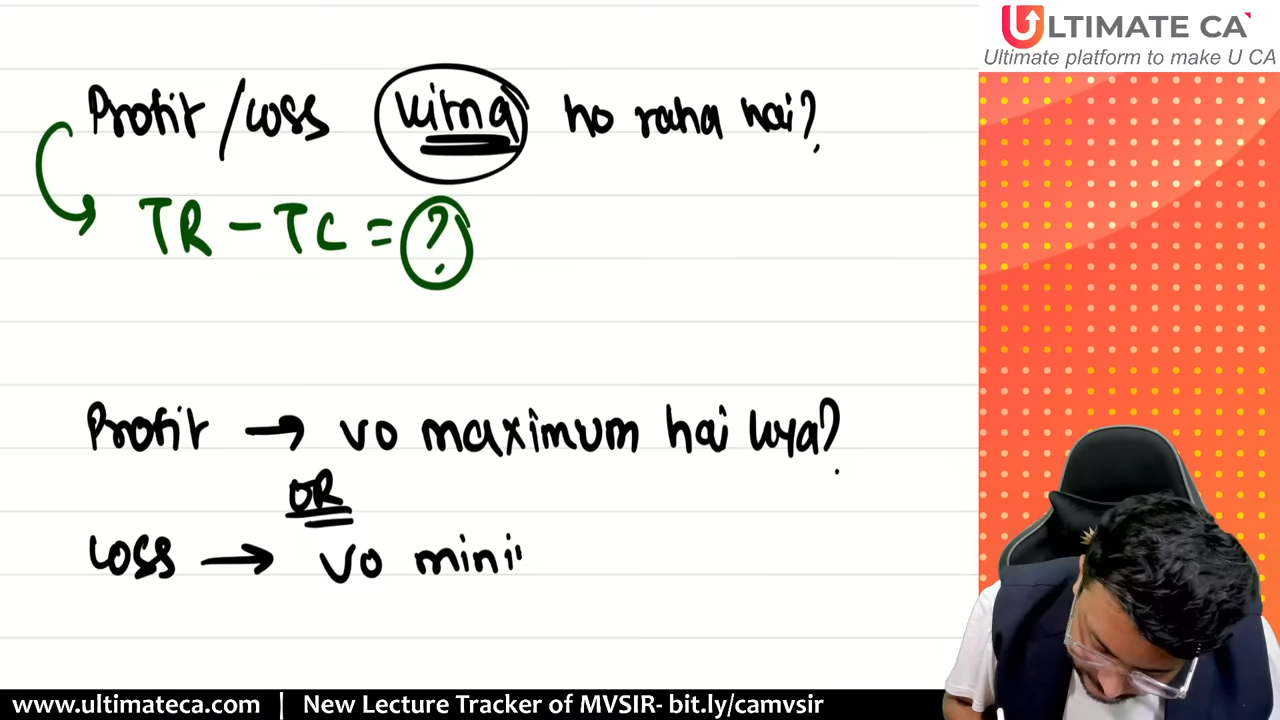 ULTIMATE CA
Ultimate platform to make U CA
Profit / Loss kitna ho raha hai?
TR - TC = ?
Profit → vo maximum hai kya?
OR
Loss → vo mini
www.ultimateca.com | New Lecture Tracker of MVSIR- bit.ly/camvsir